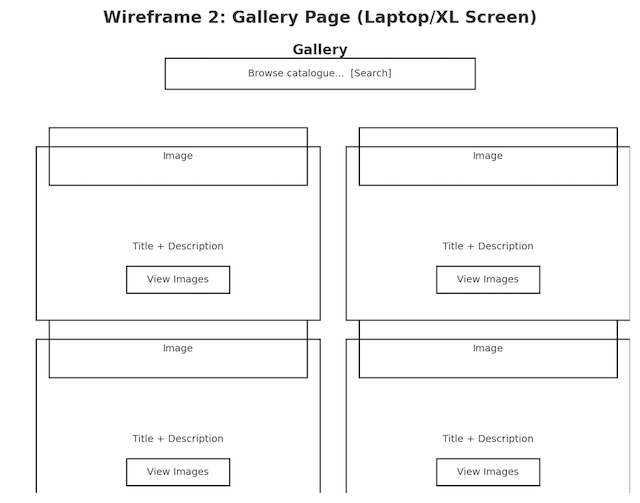 Wireframe 2: Gallery Page (Laptop/XL Screen)
Gallery
Browse catalogue... [Search]
Image
Image
Title + Description
Title + Description
View Images
View Images
Image
Image
Title + Description
Title + Description
View Images
View Images